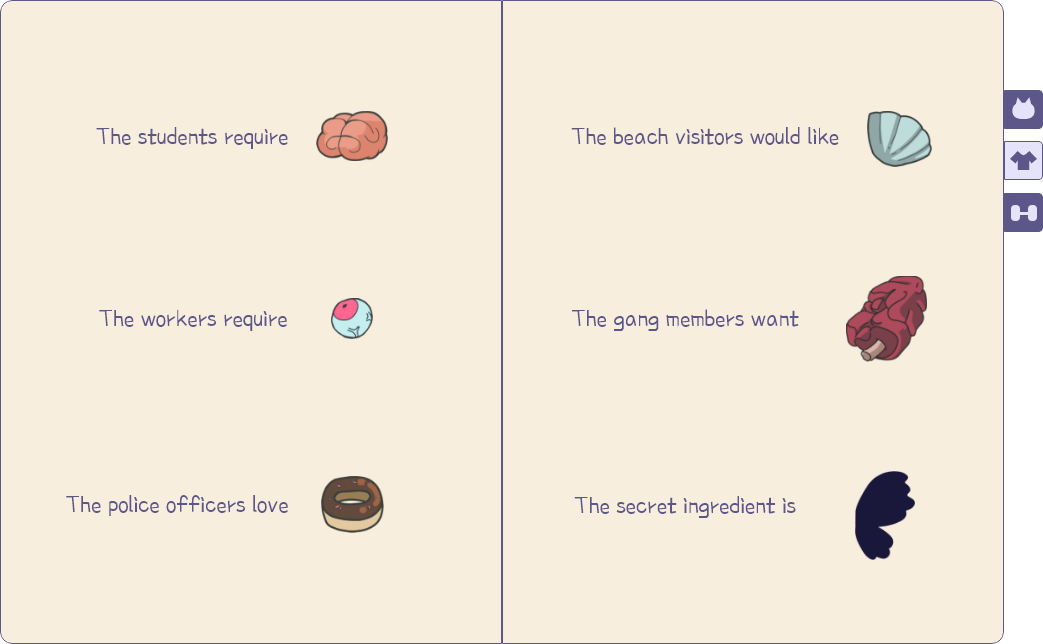 The students require
The workers require
The police officers love
The beach visitors would like
The gang members want
The secret ingredient is